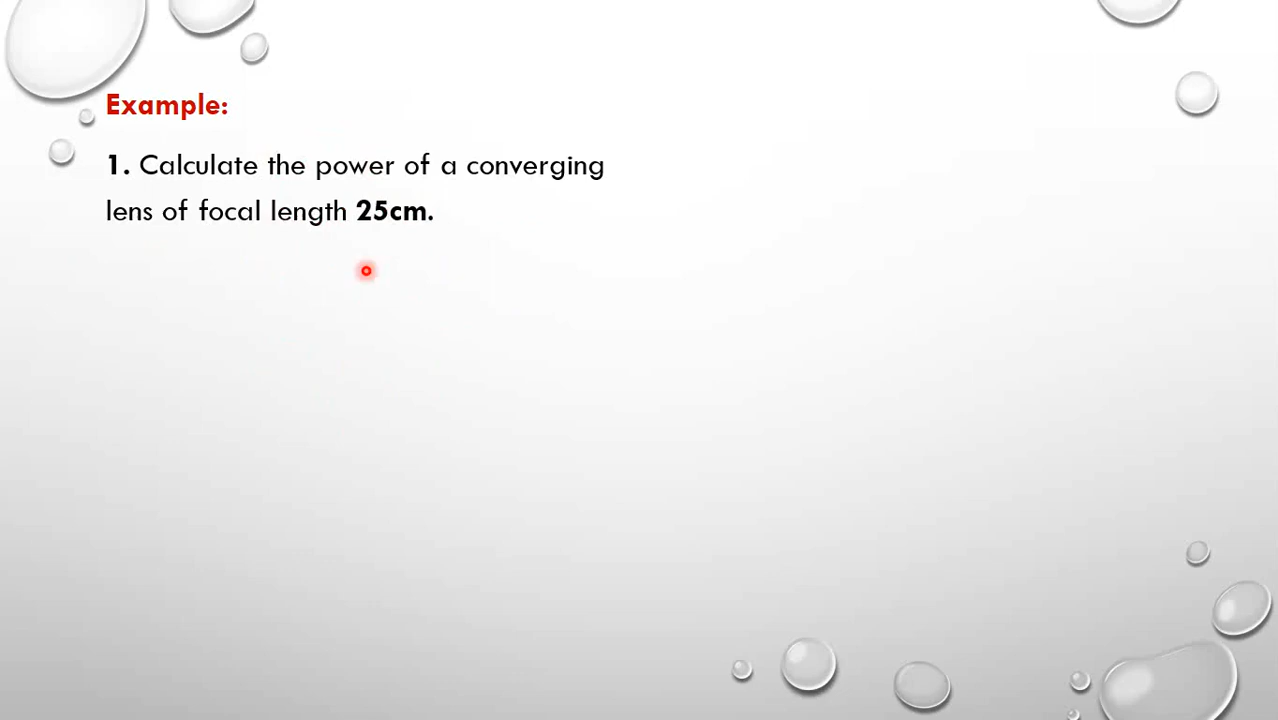 Example:
1. Calculate the power of a converging
lens of focal length 25cm.